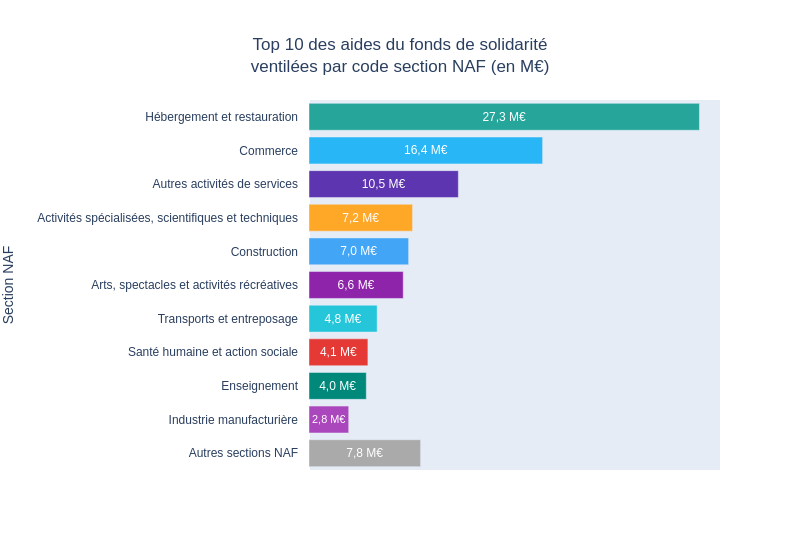 Top 10 des aides du fonds de solidarité
ventilées par code section NAF (en M€)
Section NAF
Hébergement et restauration 27,3 M€
Commerce 16,4 M€
Autres activités de services 10,5 M€
Activités spécialisées, scientifiques et techniques 7,2 M€
Construction 7,0 M€
Arts, spectacles et activités récréatives 6,6 M€
Transports et entreposage 4,8 M€
Santé humaine et action sociale 4,1 M€
Enseignement 4,0 M€
Industrie manufacturière 2,8 M€
Autres sections NAF 7,8 M€